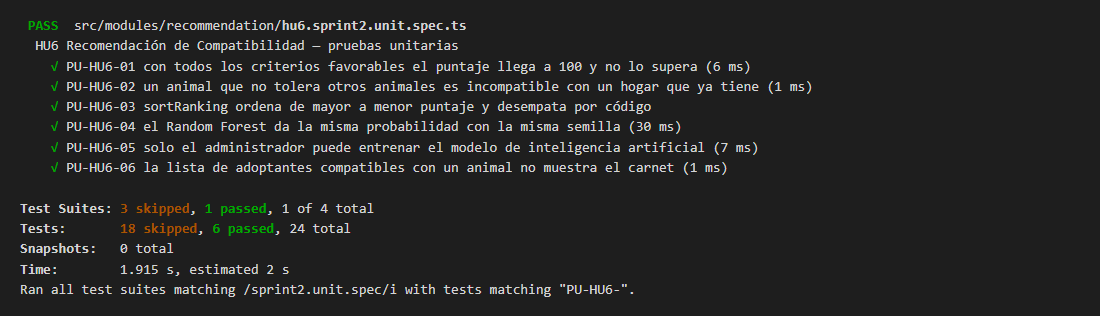 PASS src/modules/recommendation/hu6.sprint2.unit.spec.ts
HU6 Recomendación de Compatibilidad — pruebas unitarias
√ PU-HU6-01 con todos los criterios favorables el puntaje llega a 100 y no lo supera (6 ms)
√ PU-HU6-02 un animal que no tolera otros animales es incompatible con un hogar que ya tiene (1 ms)
√ PU-HU6-03 sortRanking ordena de mayor a menor puntaje y desempata por código
√ PU-HU6-04 el Random Forest da la misma probabilidad con la misma semilla (30 ms)
√ PU-HU6-05 solo el administrador puede entrenar el modelo de inteligencia artificial (7 ms)
√ PU-HU6-06 la lista de adoptantes compatibles con un animal no muestra el carnet (1 ms)
Test Suites: 3 skipped, 1 passed, 1 of 4 total
Tests: 18 skipped, 6 passed, 24 total
Snapshots: 0 total
Time: 1.915 s, estimated 2 s
Ran all test suites matching /sprint2.unit.spec/i with tests matching "PU-HU6-".